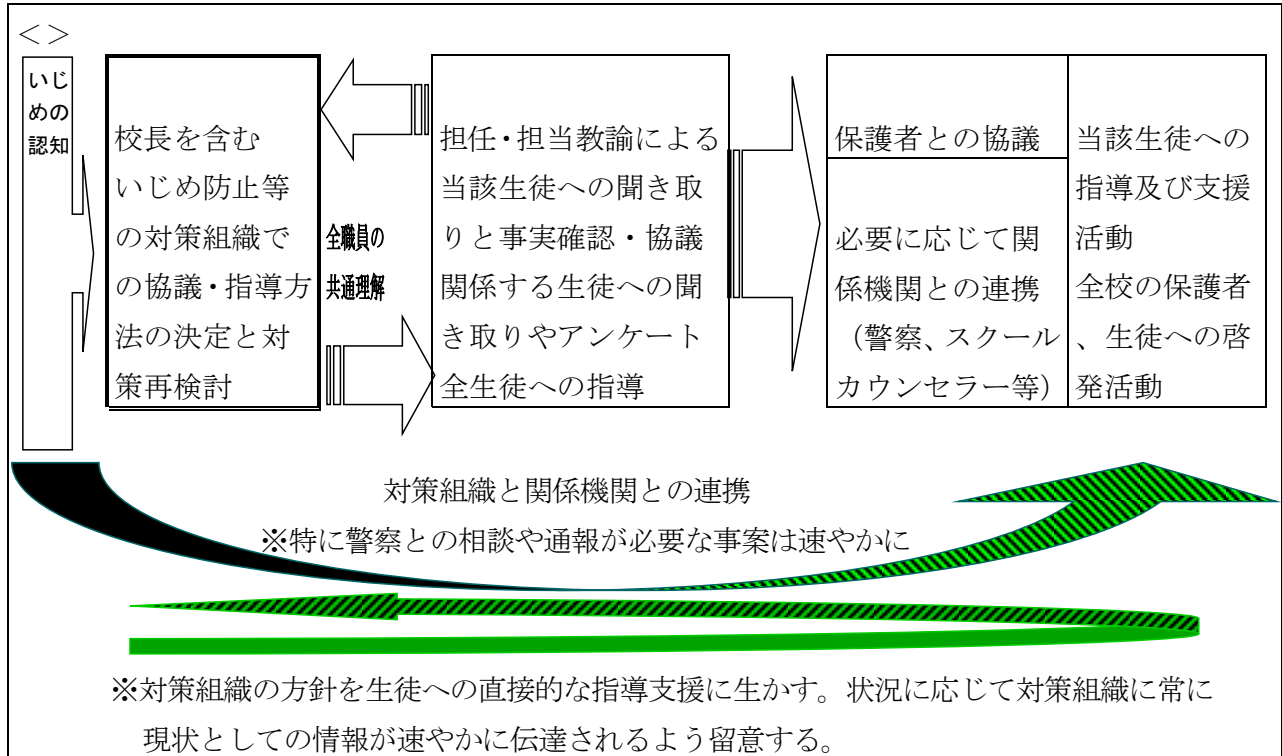 ＜＞
いじ
めの
認知
校長を含む
いじめ防止等
の対策組織で
の協議・指導方
法の決定と対
策再検討
全職員の
共通理解
担任・担当教諭による
当該生徒への聞き取
りと事実確認・協議
関係する生徒への聞
き取りやアンケート
全生徒への指導
保護者との協議
必要に応じて関
係機関との連携
（警察、スクール
カウンセラー等）
当該生徒への
指導及び支援
活動
全校の保護者
、生徒への啓
発活動
対策組織と関係機関との連携
※特に警察との相談や通報が必要な事案は速やかに
※対策組織の方針を生徒への直接的な指導支援に生かす。状況に応じて対策組織に常に
現状としての情報が速やかに伝達されるよう留意する。